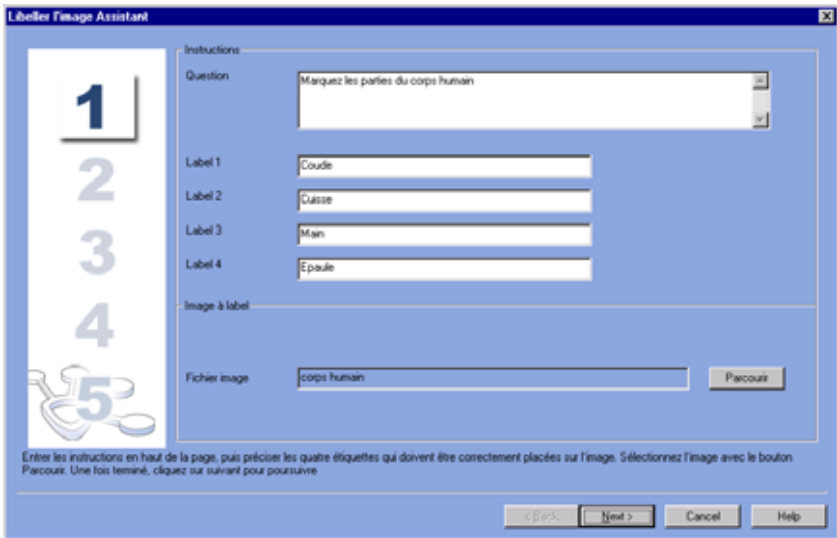 Libeller l'image Assistant
1
2
3
4
5
Instructions
Question
Marquez les parties du corps humain
Label 1
Coude
Label 2
Cuisse
Label 3
Main
Label 4
Epaule
Image à label
Fichier image
corps humain
Parcourir
Entrer les instructions en haut de la page, puis préciser les quatre étiquettes qui doivent être correctement placées sur l'image. Sélectionnez l'image avec le bouton
Parcourir. Une fois terminé, cliquez sur suivant pour poursuivre
< Back
Next >
Cancel
Help